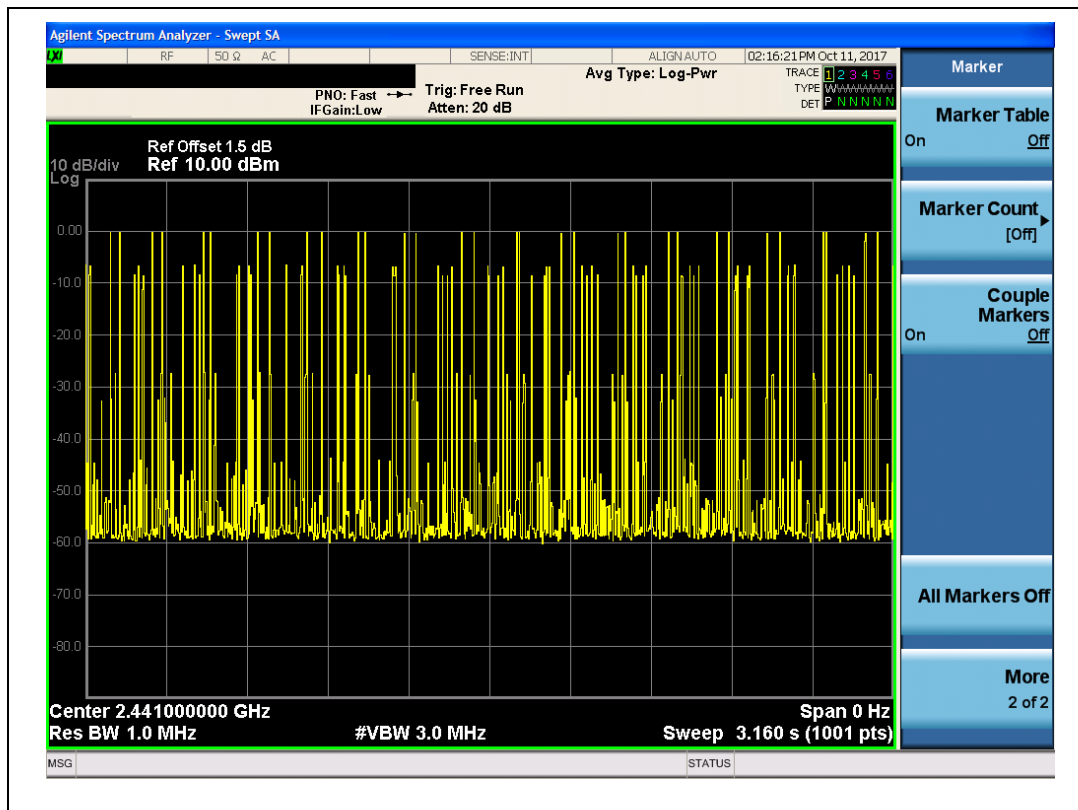 Agilent Spectrum Analyzer - Swept SA
LXI RF 50 Ω AC SENSE:INT ALIGN AUTO 02:16:21 PM Oct 11, 2017
Avg Type: Log-Pwr TRACE 1 2 3 4 5 6
PNO: Fast Trig: Free Run TYPE
IFGain:Low Atten: 20 dB DET P N N N N N
Ref Offset 1.5 dB
10 dB/div Ref 10.00 dBm
Log
0.00
-10.0
-20.0
-30.0
-40.0
-50.0
-60.0
-70.0
-80.0
Center 2.441000000 GHz Span 0 Hz
Res BW 1.0 MHz #VBW 3.0 MHz Sweep 3.160 s (1001 pts)
MSG STATUS
Marker
Marker Table
On Off
Marker Count
[Off]
Couple
Markers
On Off
All Markers Off
More
2 of 2